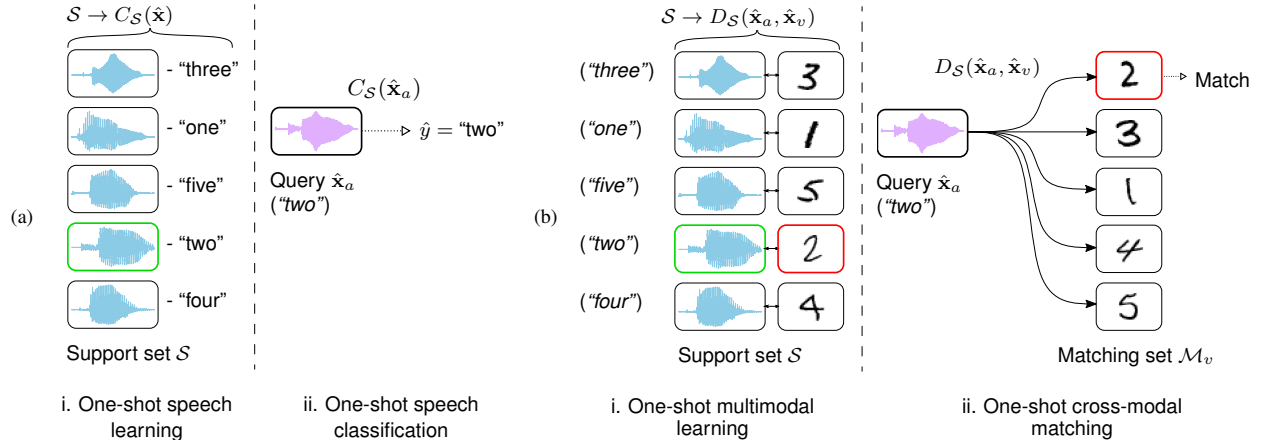 (a)
𝒮 → C_𝒮(x̂)
- “three”
- “one”
- “five”
- “two”
- “four”
Support set 𝒮
i. One-shot speech
learning
C_𝒮(x̂_a)
ŷ = “two”
Query x̂_a
(“two”)
ii. One-shot speech
classification
(b)
𝒮 → D_𝒮(x̂_a, x̂_v)
(“three”) 3
(“one”) 1
(“five”) 5
(“two”) 2
(“four”) 4
Support set 𝒮
i. One-shot multimodal
learning
D_𝒮(x̂_a, x̂_v)
Query x̂_a
(“two”)
2 Match
3
1
4
5
Matching set ℳ_v
ii. One-shot cross-modal
matching